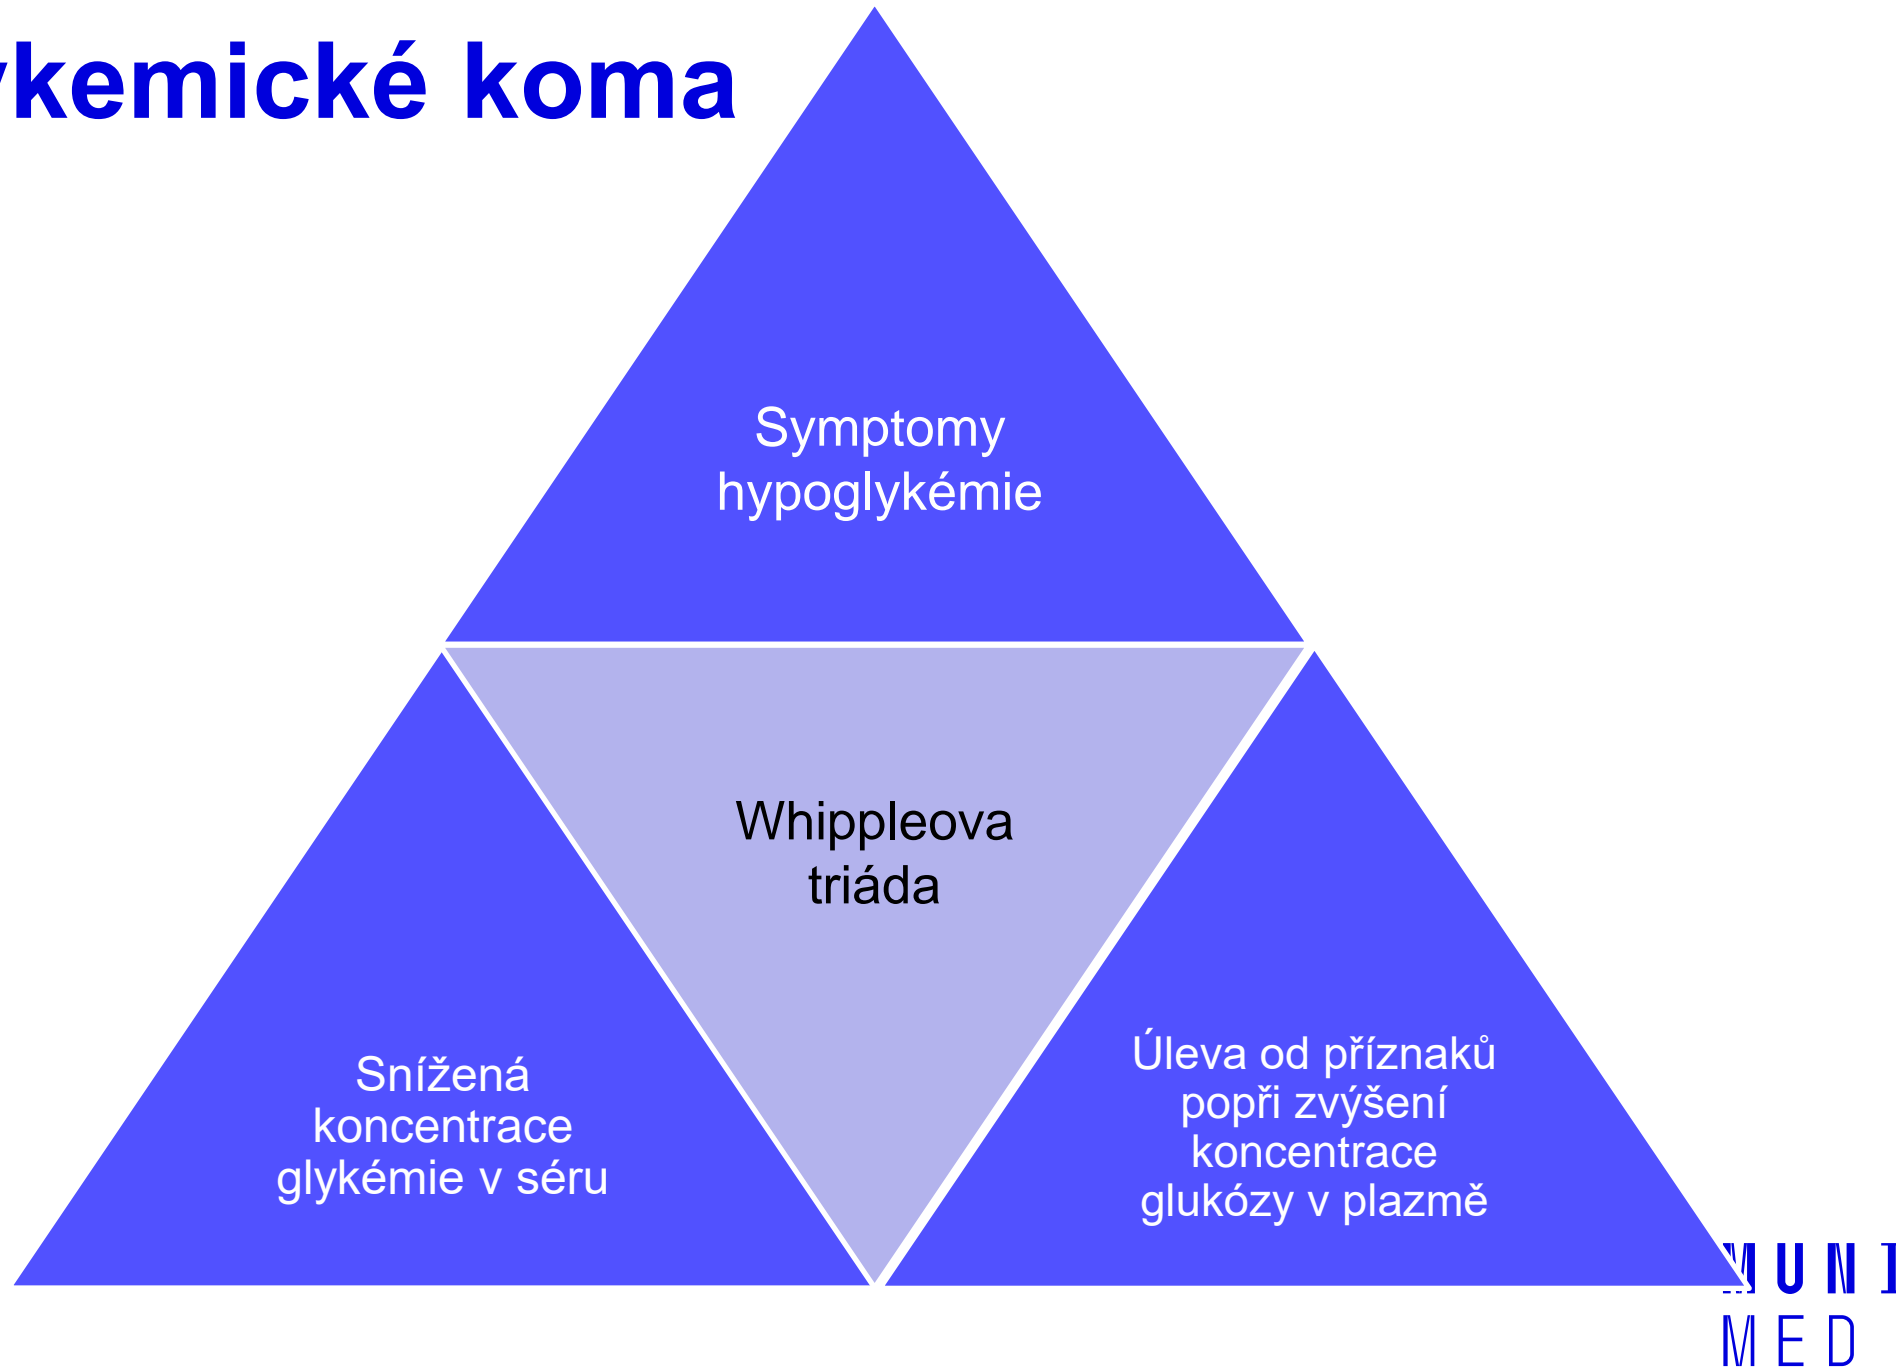 ykemické koma
Symptomy
hypoglykémie
Whippleova
triáda
Snížená
koncentrace
glykémie v séru
Úleva od příznaků
popři zvýšení
koncentrace
glukózy v plazmě
MUNI
MED